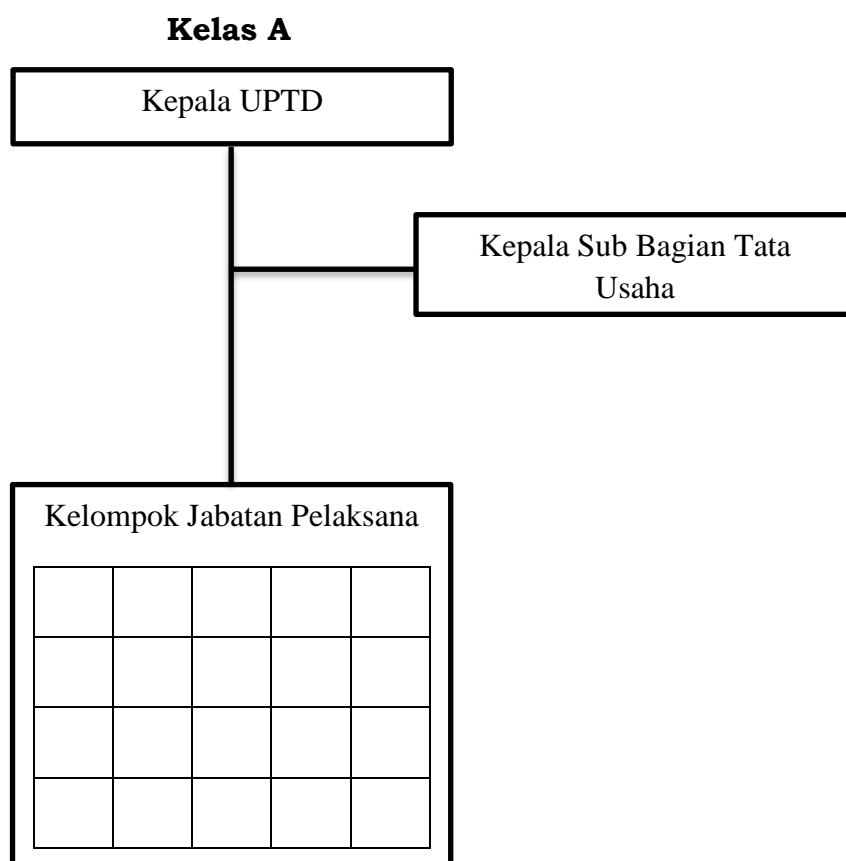 Kelas A
Kepala UPTD
Kepala Sub Bagian Tata
Usaha
Kelompok Jabatan Pelaksana